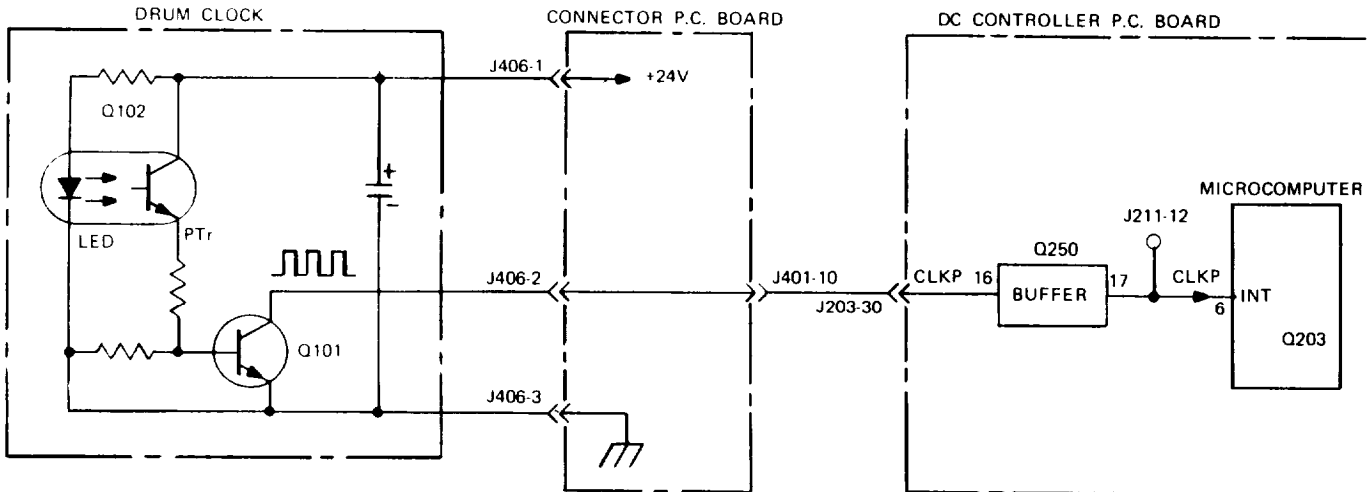 DRUM CLOCK
CONNECTOR P.C. BOARD
DC CONTROLLER P.C. BOARD
J406-1
+24V
Q102
+
-
LED
PTr
MICROCOMPUTER
J211-12
Q250
J406-2
J401-10
J203-30
CLKP
16
BUFFER
17
CLKP
6
INT
Q203
Q101
J406-3